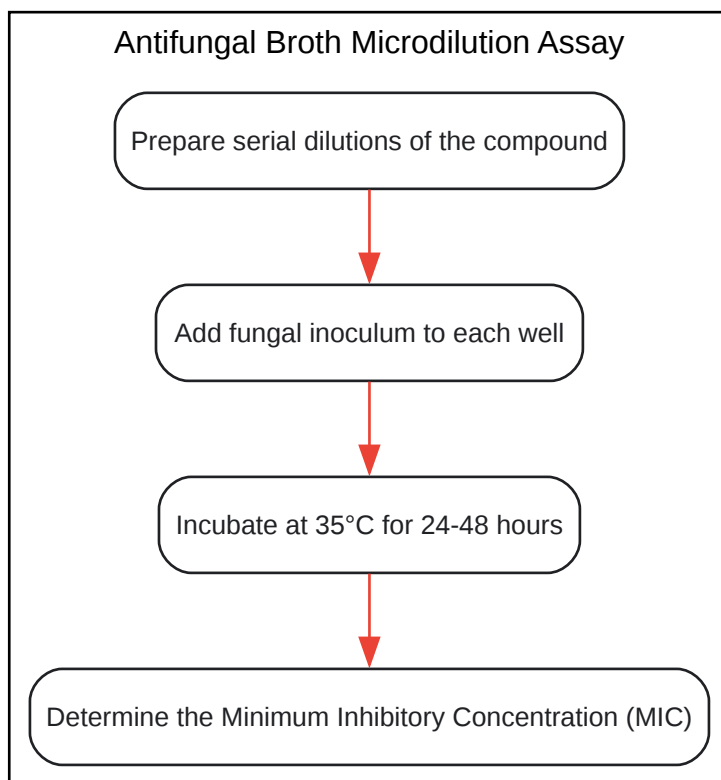 Antifungal Broth Microdilution Assay
Prepare serial dilutions of the compound
Add fungal inoculum to each well
Incubate at 35°C for 24-48 hours
Determine the Minimum Inhibitory Concentration (MIC)